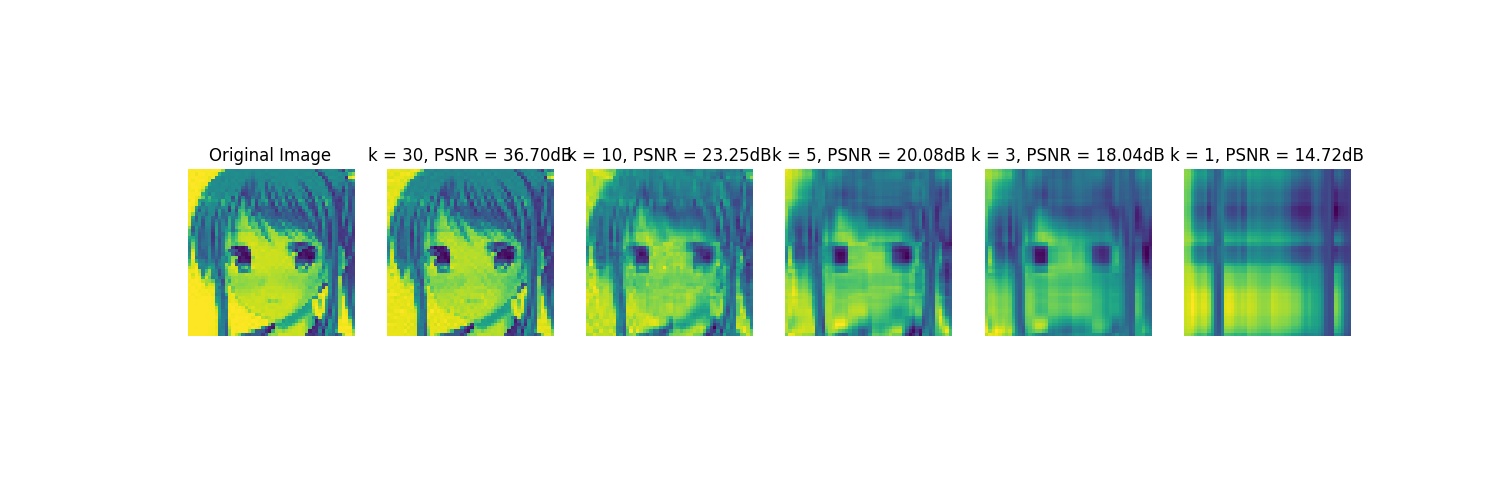 Original Image
k = 30, PSNR = 36.70dB
k = 10, PSNR = 23.25dB
k = 5, PSNR = 20.08dB
k = 3, PSNR = 18.04dB
k = 1, PSNR = 14.72dB